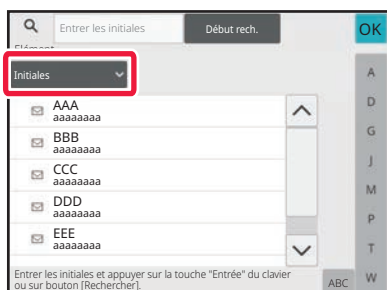 Entrer les initiales
Début rech.
OK
Elément
Initiales
AAA
aaaaaaaa
BBB
aaaaaaaa
CCC
aaaaaaaa
DDD
aaaaaaaa
EEE
aaaaaaaa
A
D
G
J
M
P
T
W
ABC
Entrer les initiales et appuyer sur la touche "Entrée" du clavier
ou sur bouton [Rechercher].